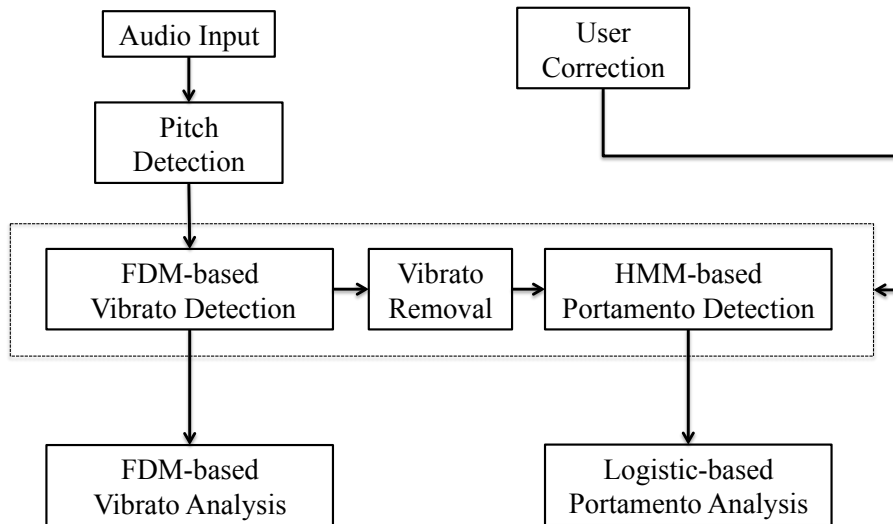 Audio Input
User
Correction
Pitch
Detection
FDM-based
Vibrato Detection
Vibrato
Removal
HMM-based
Portamento Detection
FDM-based
Vibrato Analysis
Logistic-based
Portamento Analysis